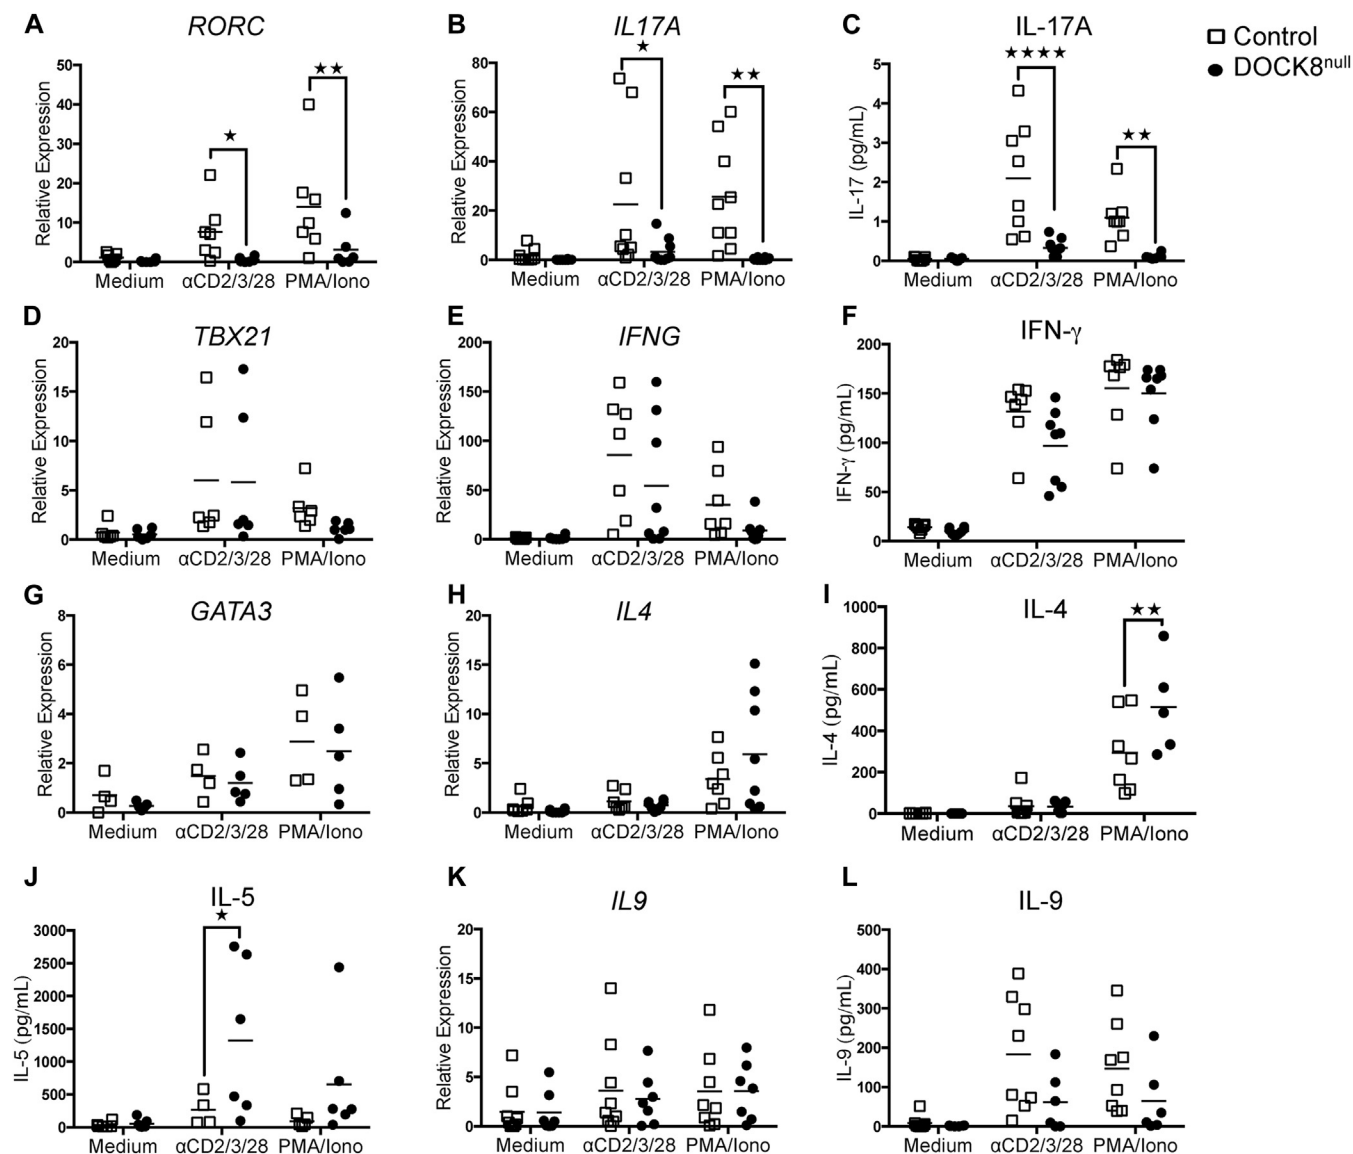 A
RORC
B
IL17A
C
IL-17A
Control
DOCK8null
Relative Expression
50
40
30
20
10
0
★
★★
Medium
αCD2/3/28
PMA/Iono
Relative Expression
80
60
40
20
0
★
★★
Medium
αCD2/3/28
PMA/Iono
IL-17 (pg/mL)
5
4
3
2
1
0
★★★★
★★
Medium
αCD2/3/28
PMA/Iono
D
TBX21
Relative Expression
20
15
10
5
0
Medium
αCD2/3/28
PMA/Iono
E
IFNG
Relative Expression
200
150
100
50
0
Medium
αCD2/3/28
PMA/Iono
F
IFN-γ
IFN-γ (pg/mL)
200
150
100
50
0
Medium
αCD2/3/28
PMA/Iono
G
GATA3
Relative Expression
8
6
4
2
0
Medium
αCD2/3/28
PMA/Iono
H
IL4
Relative Expression
20
15
10
5
0
Medium
αCD2/3/28
PMA/Iono
I
IL-4
IL-4 (pg/mL)
1000
800
600
400
200
0
★★
Medium
αCD2/3/28
PMA/Iono
J
IL-5
IL-5 (pg/mL)
3000
2500
2000
1500
1000
500
0
★
Medium
αCD2/3/28
PMA/Iono
K
IL9
Relative Expression
20
15
10
5
0
Medium
αCD2/3/28
PMA/Iono
L
IL-9
IL-9 (pg/mL)
500
400
300
200
100
0
Medium
αCD2/3/28
PMA/Iono